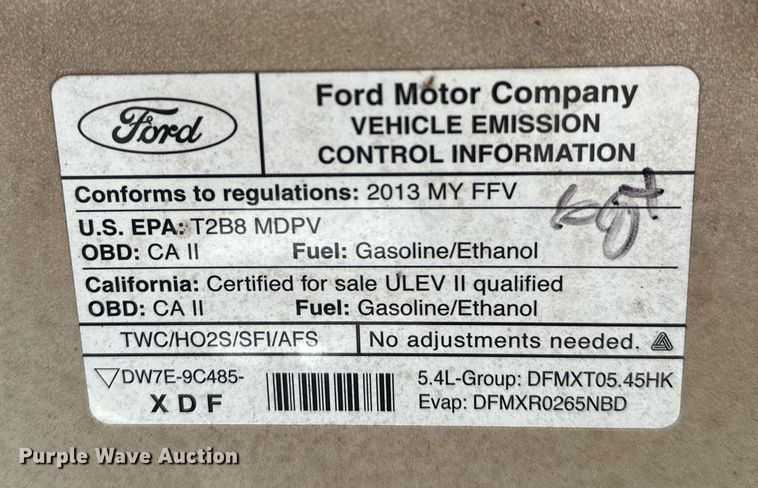 Ford
Ford Motor Company
VEHICLE EMISSION
CONTROL INFORMATION
Conforms to regulations: 2013 MY FFV
U.S. EPA: T2B8 MDPV
OBD: CA II Fuel: Gasoline/Ethanol
California: Certified for sale ULEV II qualified
OBD: CA II Fuel: Gasoline/Ethanol
TWC/HO2S/SFI/AFS No adjustments needed.
DW7E-9C485-
XDF
5.4L-Group: DFMXT05.45HK
Evap: DFMXR0265NBD
Purple Wave Auction